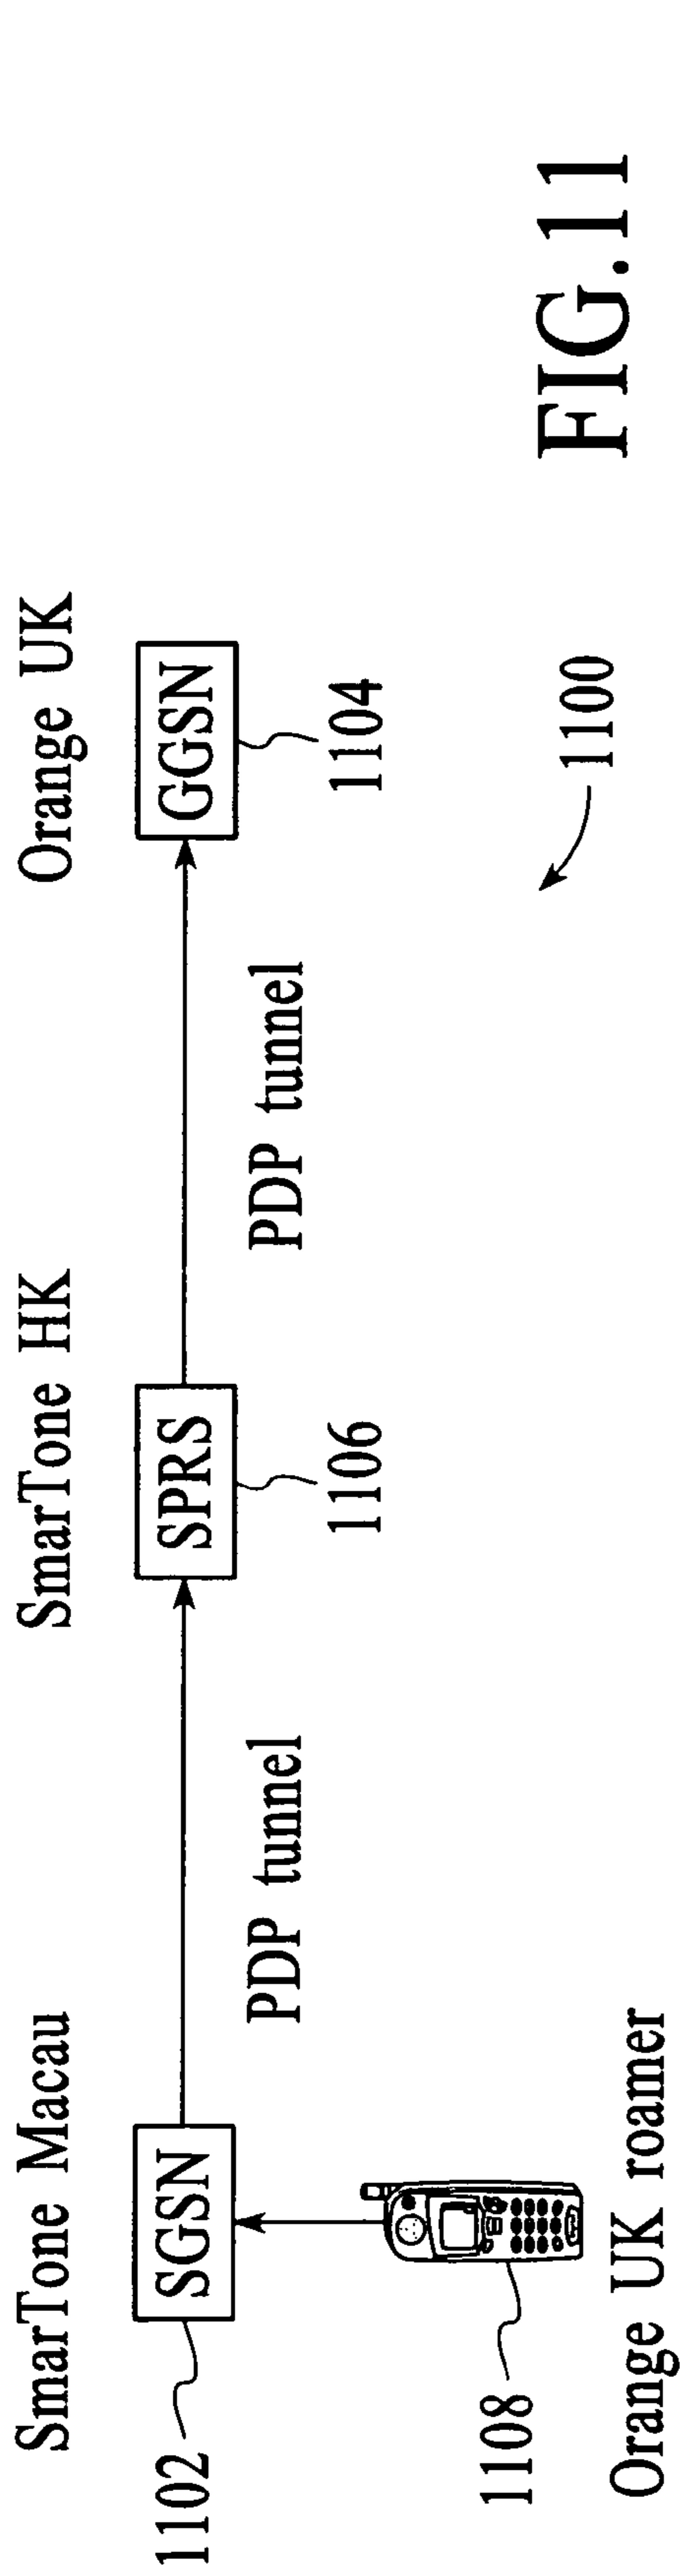 SmarTone Macau
SmarTone HK
Orange UK
SGSN
SPRS
GGSN
1102
PDP tunnel
1106
PDP tunnel
1104
1108
Orange UK roamer
1100
FIG.11